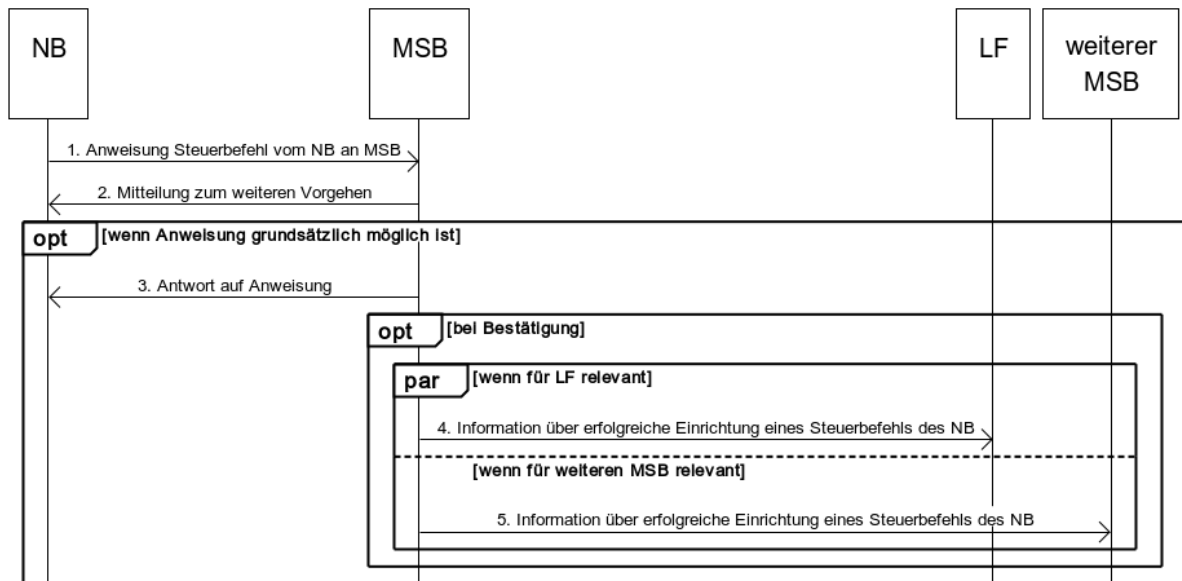 NB
MSB
LF
weiterer
MSB
1. Anweisung Steuerbefehl vom NB an MSB
2. Mitteilung zum weiteren Vorgehen
opt [wenn Anweisung grundsätzlich möglich ist]
3. Antwort auf Anweisung
opt [bei Bestätigung]
par [wenn für LF relevant]
4. Information über erfolgreiche Einrichtung eines Steuerbefehls des NB
[wenn für weiteren MSB relevant]
5. Information über erfolgreiche Einrichtung eines Steuerbefehls des NB